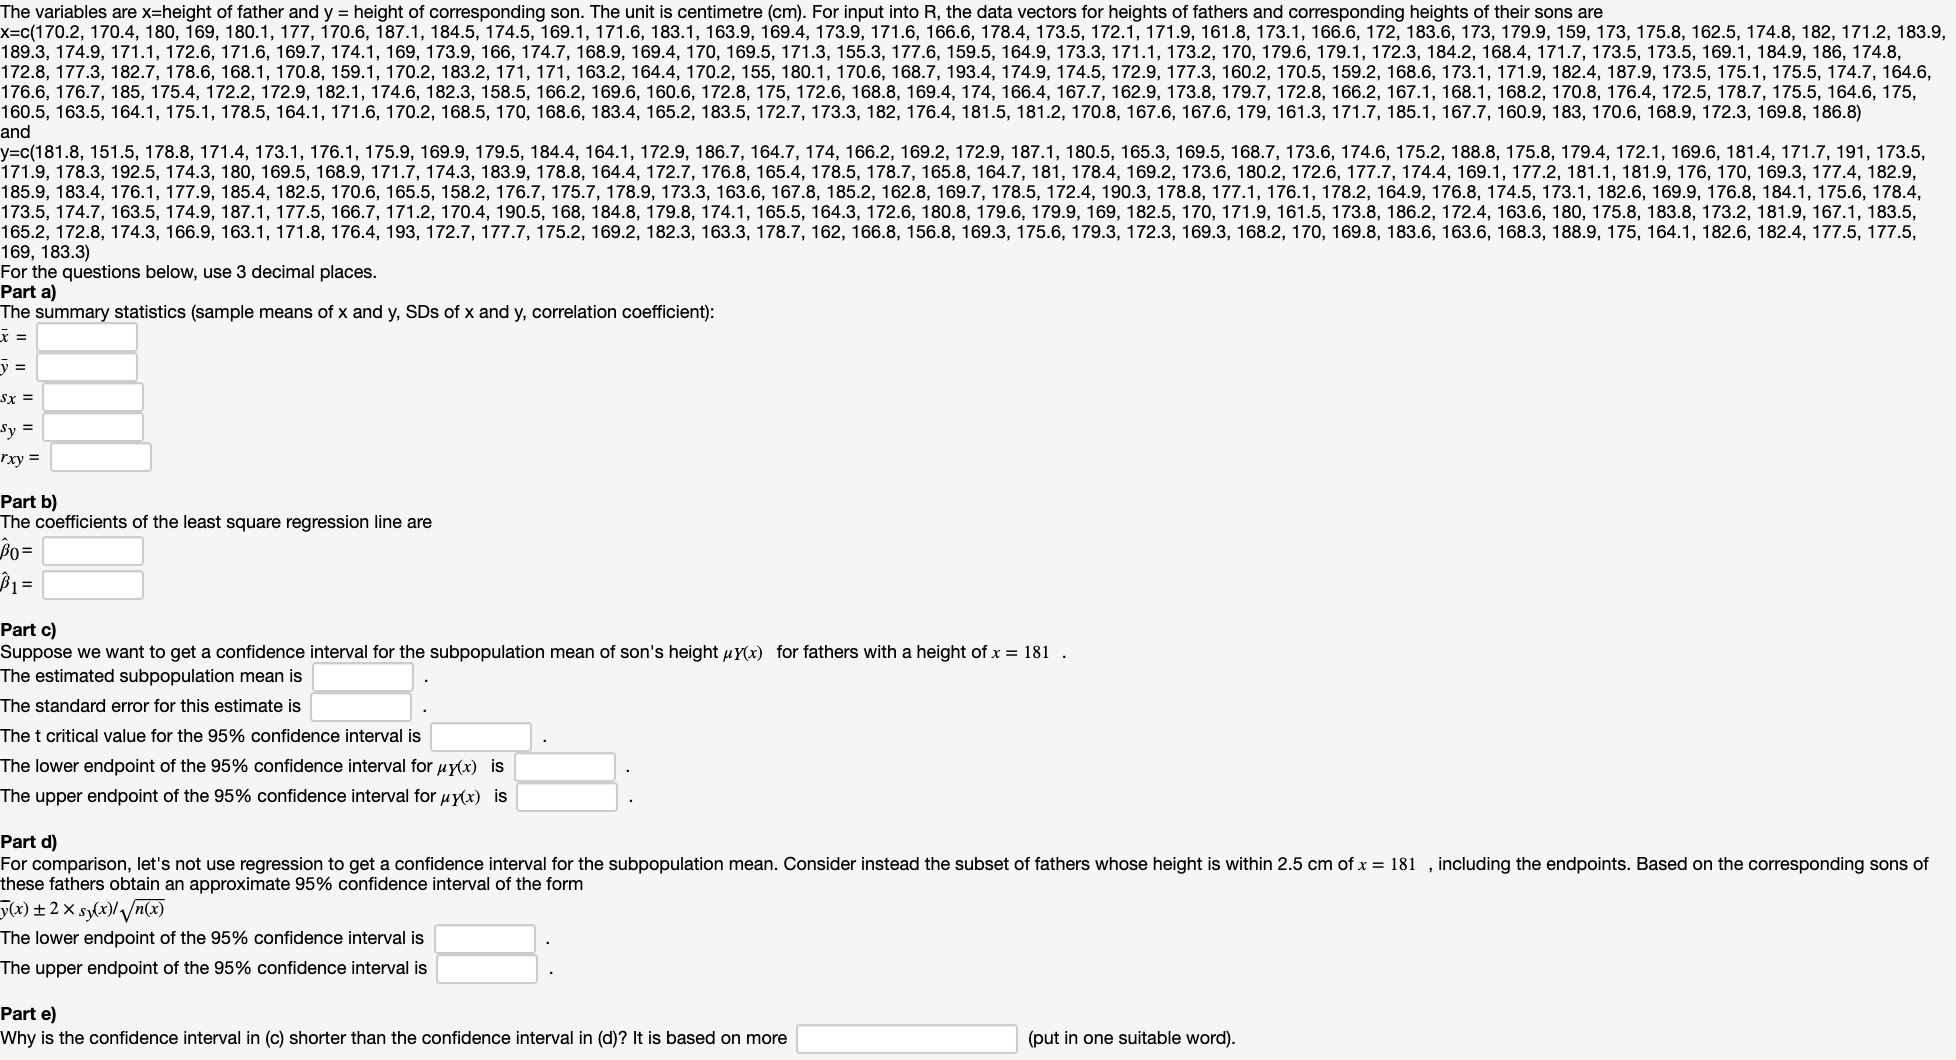 The variables are x=height of father and y = height of corresponding son. The unit is centimetre (cm). For input into R, the data vectors for heights of fathers and corresponding heights of their sons are
x=c(170.2, 170.4, 180, 169, 180.1, 177, 170.6, 187.1, 184.5, 174.5, 169.1, 171.6, 183.1, 163.9, 169.4, 173.9, 171.6, 166.6, 178.4, 173.5, 172.1, 171.9, 161.8, 173.1, 166.6, 172, 183.6, 173, 179.9, 159, 173, 175.8, 162.5, 174.8, 182, 171.2, 183.9,
189.3, 174.9, 171.1, 172.6, 171.6, 169.7, 174.1, 169, 173.9, 166, 174.7, 168.9, 169.4, 170, 169.5, 171.3, 155.3, 177.6, 159.5, 164.9, 173.3, 171.1, 173.2, 170, 179.6, 179.1, 172.3, 184.2, 168.4, 171.7, 173.5, 173.5, 169.1, 184.9, 186, 174.8,
172.8, 177.3, 182.7, 178.6, 168.1, 170.8, 159.1, 170.2, 183.2, 171, 171, 163.2, 164.4, 170.2, 155, 180.1, 170.6, 168.7, 193.4, 174.9, 174.5, 172.9, 177.3, 160.2, 170.5, 159.2, 168.6, 173.1, 171.9, 182.4, 187.9, 173.5, 175.1, 175.5, 174.7, 164.6,
176.6, 176.7, 185, 175.4, 172.2, 172.9, 182.1, 174.6, 182.3, 158.5, 166.2, 169.6, 160.6, 172.8, 175, 172.6, 168.8, 169.4, 174, 166.4, 167.7, 162.9, 173.8, 179.7, 172.8, 166.2, 167.1, 168.1, 168.2, 170.8, 176.4, 172.5, 178.7, 175.5, 164.6, 175,
160.5, 163.5, 164.1, 175.1, 178.5, 164.1, 171.6, 170.2, 168.5, 170, 168.6, 183.4, 165.2, 183.5, 172.7, 173.3, 182, 176.4, 181.5, 181.2, 170.8, 167.6, 167.6, 179, 161.3, 171.7, 185.1, 167.7, 160.9, 183, 170.6, 168.9, 172.3, 169.8, 186.8)
and
y=c(181.8, 151.5, 178.8, 171.4, 173.1, 176.1, 175.9, 169.9, 179.5, 184.4, 164.1, 172.9, 186.7, 164.7, 174, 166.2, 169.2, 172.9, 187.1, 180.5, 165.3, 169.5, 168.7, 173.6, 174.6, 175.2, 188.8, 175.8, 179.4, 172.1, 169.6, 181.4, 171.7, 191, 173.5,
171.9, 178.3, 192.5, 174.3, 180, 169.5, 168.9, 171.7, 174.3, 183.9, 178.8, 164.4, 172.7, 176.8, 165.4, 178.5, 178.7, 165.8, 164.7, 181, 178.4, 169.2, 173.6, 180.2, 172.6, 177.7, 174.4, 169.1, 177.2, 181.1, 181.9, 176, 170, 169.3, 177.4, 182.9,
185.9, 183.4, 176.1, 177.9, 185.4, 182.5, 170.6, 165.5, 158.2, 176.7, 175.7, 178.9, 173.3, 163.6, 167.8, 185.2, 162.8, 169.7, 178.5, 172.4, 190.3, 178.8, 177.1, 176.1, 178.2, 164.9, 176.8, 174.5, 173.1, 182.6, 169.9, 176.8, 184.1, 175.6, 178.4,
173.5, 174.7, 163.5, 174.9, 187.1, 177.5, 166.7, 171.2, 170.4, 190.5, 168, 184.8, 179.8, 174.1, 165.5, 164.3, 172.6, 180.8, 179.6, 179.9, 169, 182.5, 170, 171.9, 161.5, 173.8, 186.2, 172.4, 163.6, 180, 175.8, 183.8, 173.2, 181.9, 167.1, 183.5,
165.2, 172.8, 174.3, 166.9, 163.1, 171.8, 176.4, 193, 172.7, 177.7, 175.2, 169.2, 182.3, 163.3, 178.7, 162, 166.8, 156.8, 169.3, 175.6, 179.3, 172.3, 169.3, 168.2, 170, 169.8, 183.6, 163.6, 168.3, 188.9, 175, 164.1, 182.6, 182.4, 177.5, 177.5,
169, 183.3)
For the questions below, use 3 decimal places.
Part a)
The summary statistics (sample means of x and y, SDs of x and y, correlation coefficient):
x̄ =
ȳ =
sx =
sy =
rxy =
Part b)
The coefficients of the least square regression line are
β̂0=
β̂1=
Part c)
Suppose we want to get a confidence interval for the subpopulation mean of son's height μY(x) for fathers with a height of x = 181 .
The estimated subpopulation mean is .
The standard error for this estimate is .
The t critical value for the 95% confidence interval is .
The lower endpoint of the 95% confidence interval for μY(x) is .
The upper endpoint of the 95% confidence interval for μY(x) is .
Part d)
For comparison, let's not use regression to get a confidence interval for the subpopulation mean. Consider instead the subset of fathers whose height is within 2.5 cm of x = 181 , including the endpoints. Based on the corresponding sons of
these fathers obtain an approximate 95% confidence interval of the form
ȳ(x) ± 2 × sy(x)/√n(x)
The lower endpoint of the 95% confidence interval is .
The upper endpoint of the 95% confidence interval is .
Part e)
Why is the confidence interval in (c) shorter than the confidence interval in (d)? It is based on more (put in one suitable word).